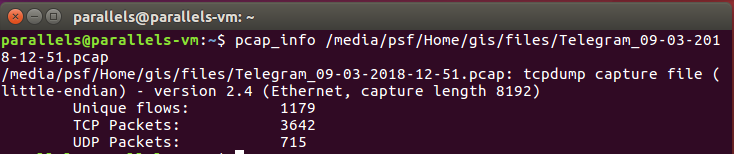 parallels@parallels-vm: ~
parallels@parallels-vm:~$ pcap_info /media/psf/Home/gis/files/Telegram_09-03-201
8-12-51.pcap
/media/psf/Home/gis/files/Telegram_09-03-2018-12-51.pcap: tcpdump capture file (
little-endian) - version 2.4 (Ethernet, capture length 8192)
Unique flows: 1179
TCP Packets: 3642
UDP Packets: 715